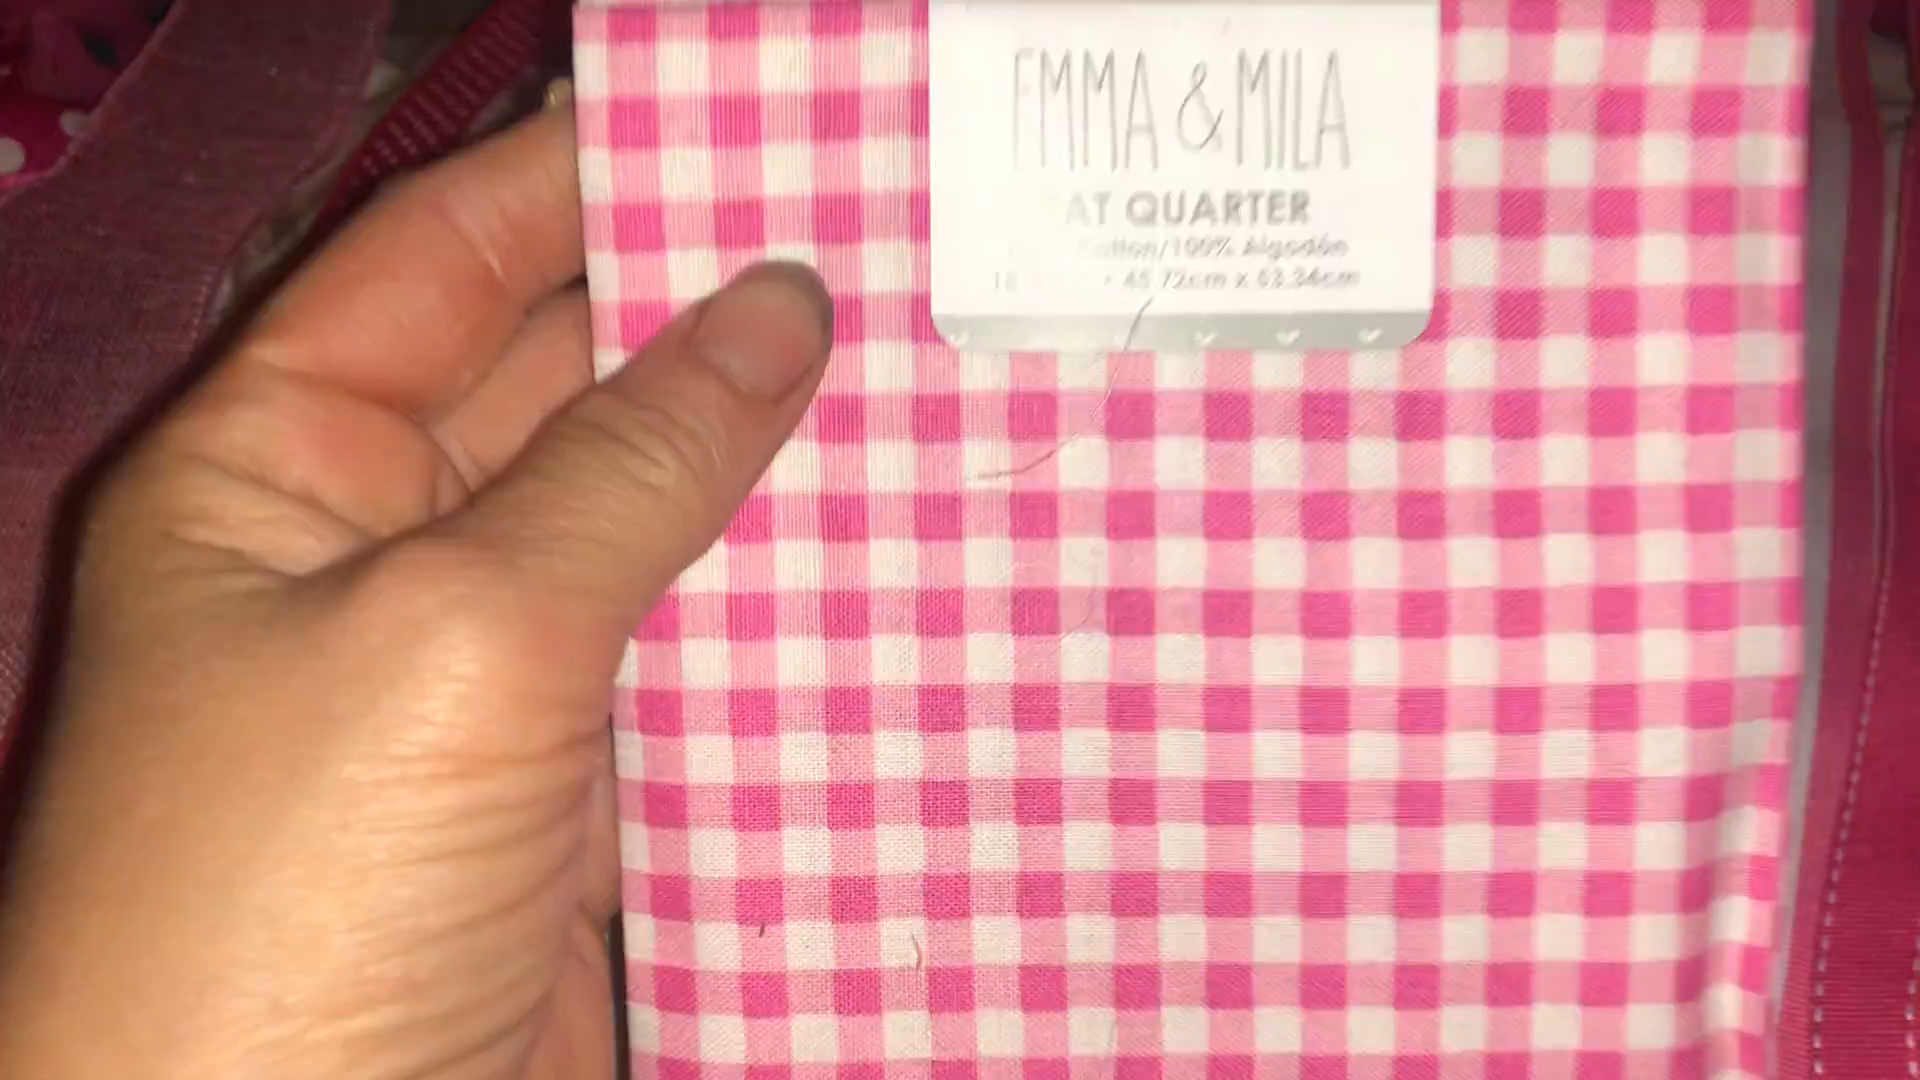 EMMA & MILA
AT QUARTER
Cotton/100% Algodón
45.72cm x 53.34cm